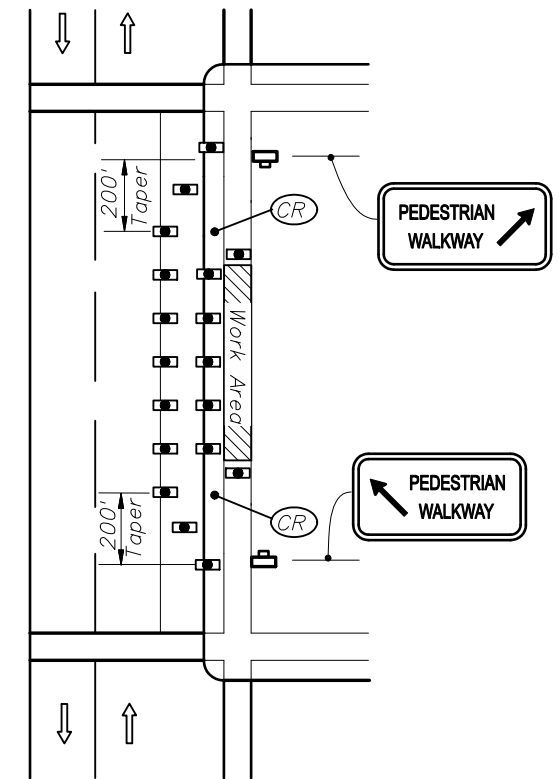 200'
Taper
CR
PEDESTRIAN
WALKWAY
Work Area
PEDESTRIAN
WALKWAY
200'
Taper
CR